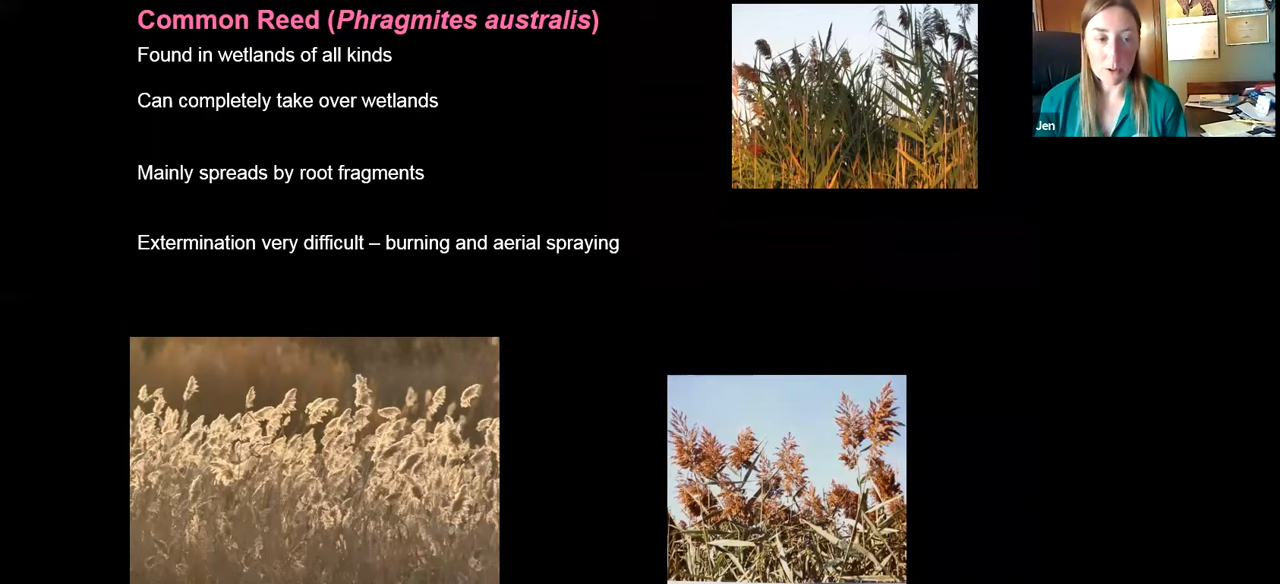 Common Reed (Phragmites australis)
Found in wetlands of all kinds
Can completely take over wetlands
Mainly spreads by root fragments
Extermination very difficult – burning and aerial spraying
Jen